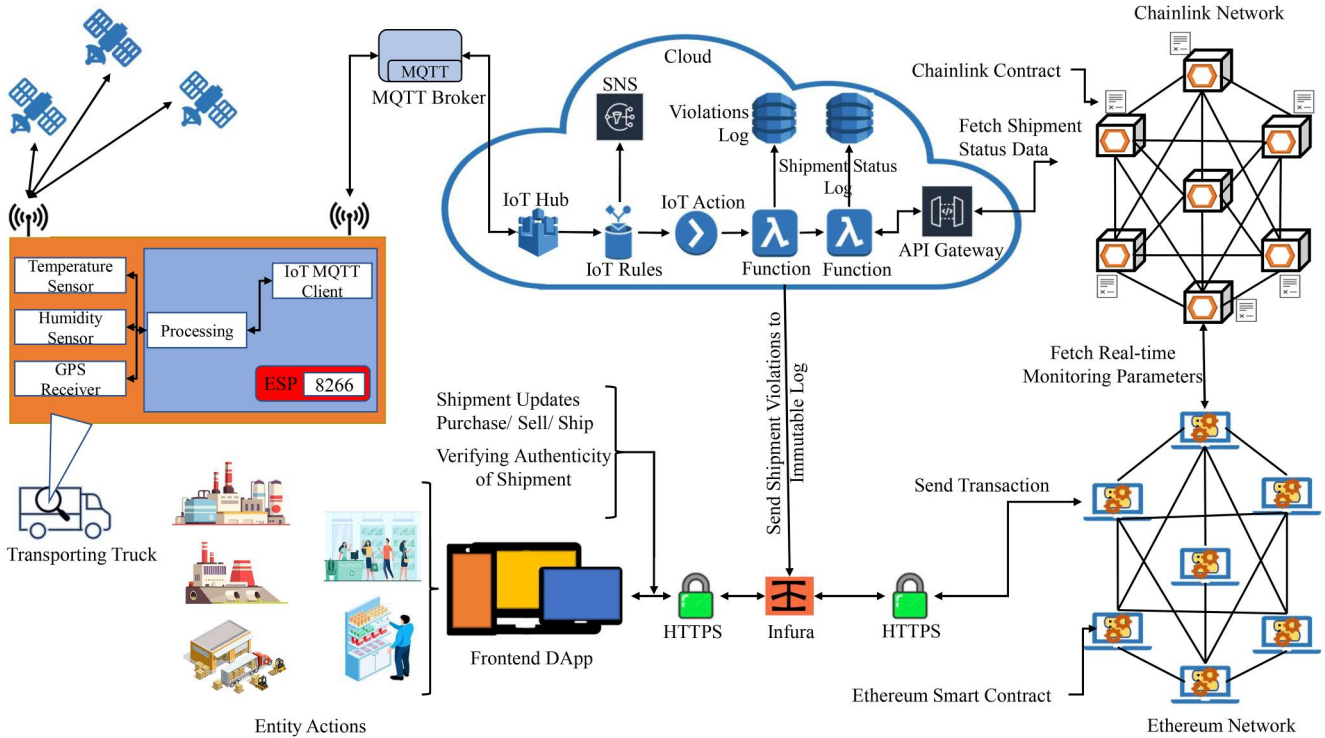 Chainlink Network
Cloud
MQTT
MQTT Broker
SNS
Violations
Log
Chainlink Contract
Fetch Shipment
Status Data
Shipment Status
Log
IoT Hub
IoT Action
IoT Rules
Function
Function
API Gateway
Temperature
Sensor
IoT MQTT
Client
Humidity
Sensor
Processing
GPS
Receiver
ESP
8266
Fetch Real-time
Monitoring Parameters
Shipment Updates
Purchase/ Sell/ Ship
Verifying Authenticity
of Shipment
Send Shipment Violations to
Immutable Log
Send Transaction
Transporting Truck
HTTPS
Infura
HTTPS
Frontend DApp
Ethereum Smart Contract
Entity Actions
Ethereum Network